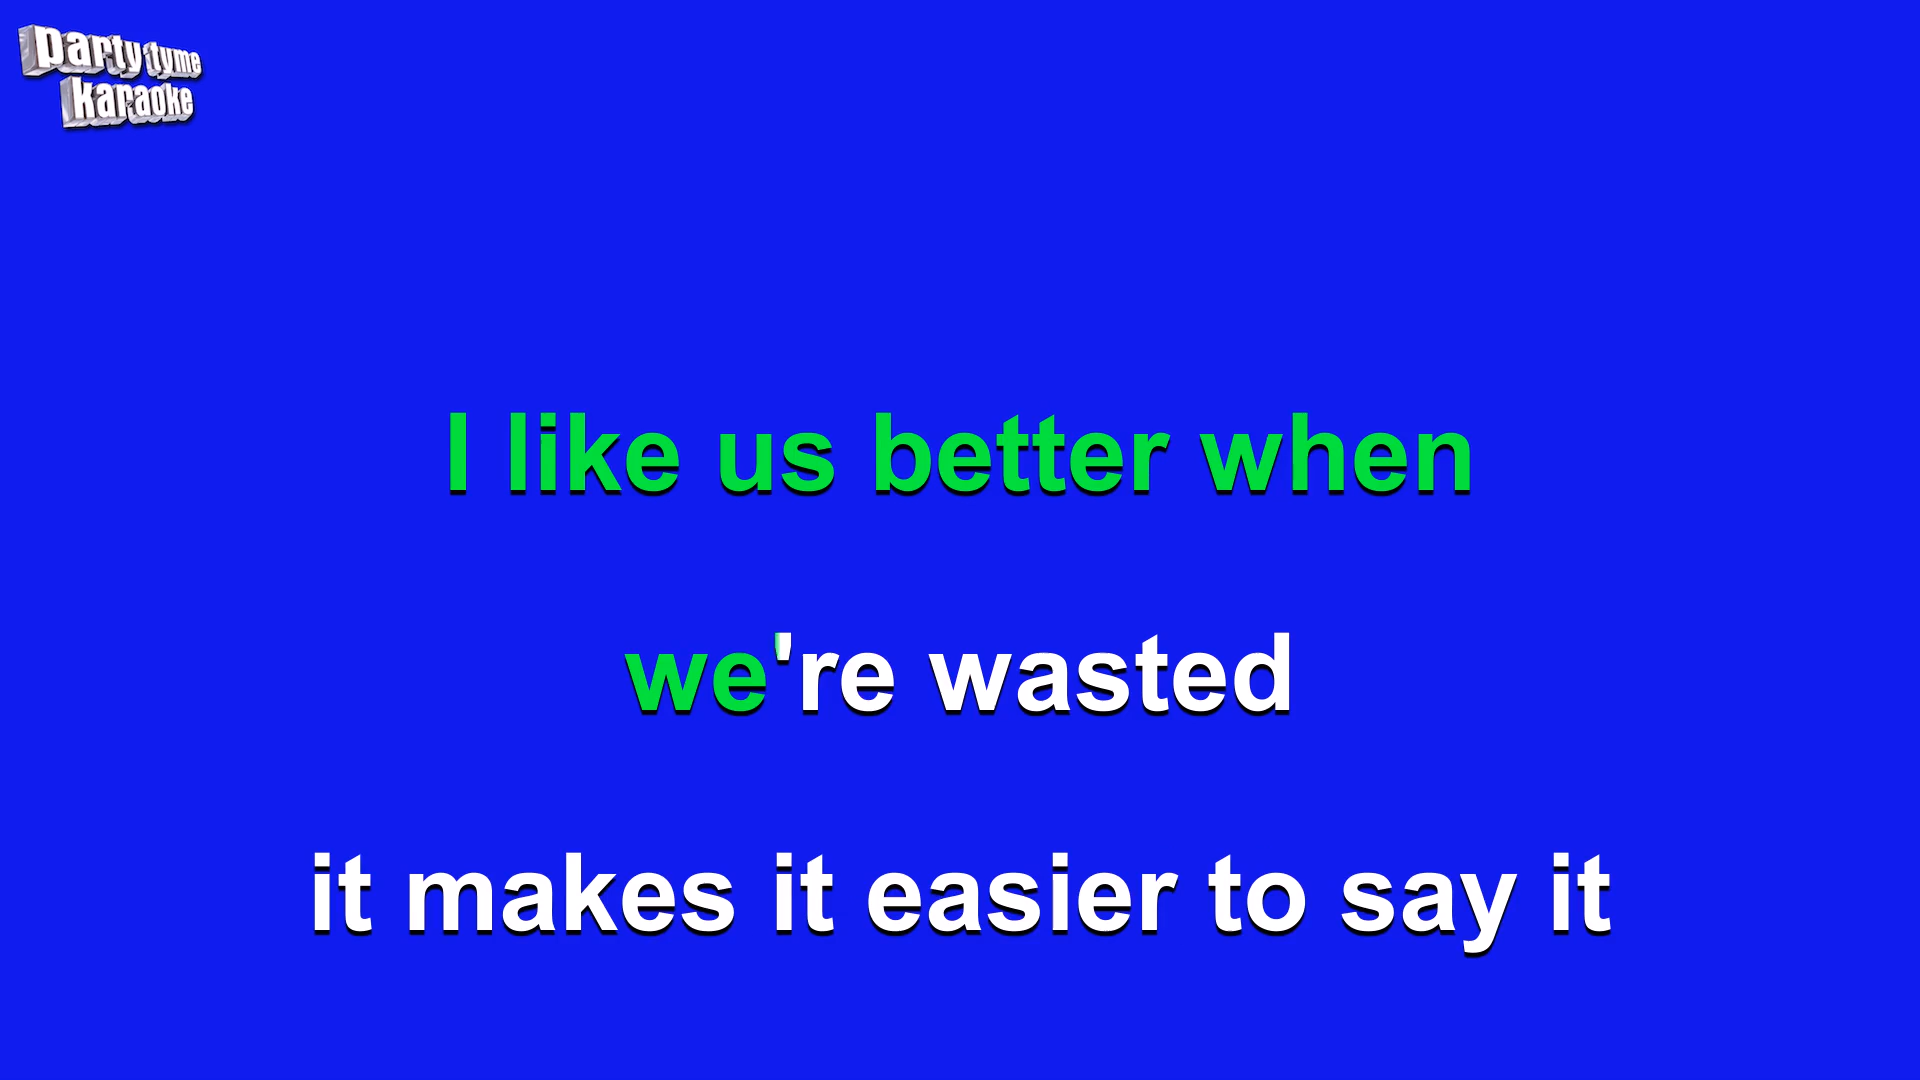 party tyme
karaoke
I like us better when
we're wasted
it makes it easier to say it